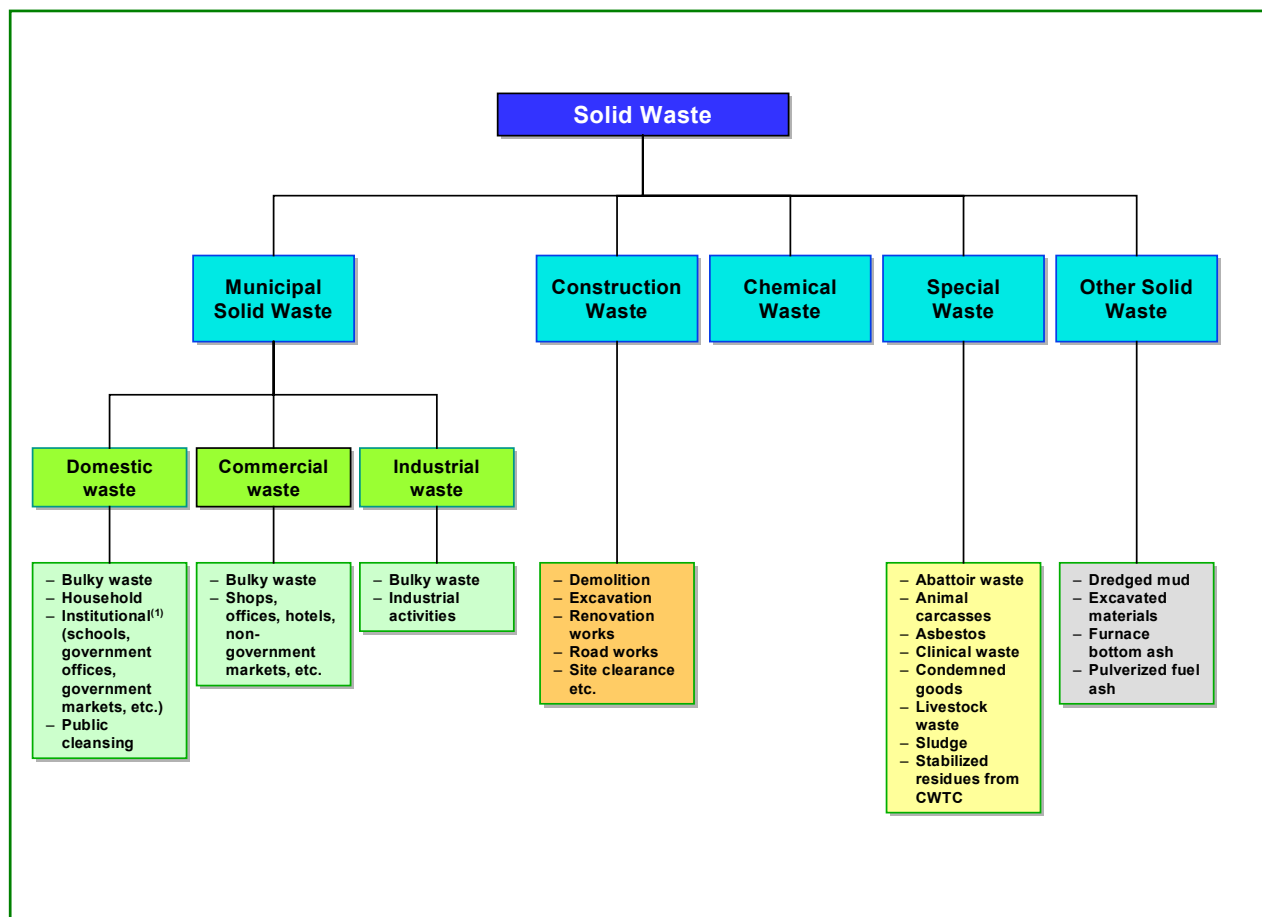 Solid Waste
Municipal
Solid Waste
Construction
Waste
Chemical
Waste
Special
Waste
Other Solid
Waste
Domestic
waste
Commercial
waste
Industrial
waste
– Bulky waste
– Household
– Institutional(1)
(schools,
government
offices,
government
markets, etc.)
– Public
cleansing
– Bulky waste
– Shops,
offices, hotels,
non-
government
markets, etc.
– Bulky waste
– Industrial
activities
– Demolition
– Excavation
– Renovation
works
– Road works
– Site clearance
etc.
– Abattoir waste
– Animal
carcasses
– Asbestos
– Clinical waste
– Condemned
goods
– Livestock
waste
– Sludge
– Stabilized
residues from
CWTC
– Dredged mud
– Excavated
materials
– Furnace
bottom ash
– Pulverized fuel
ash